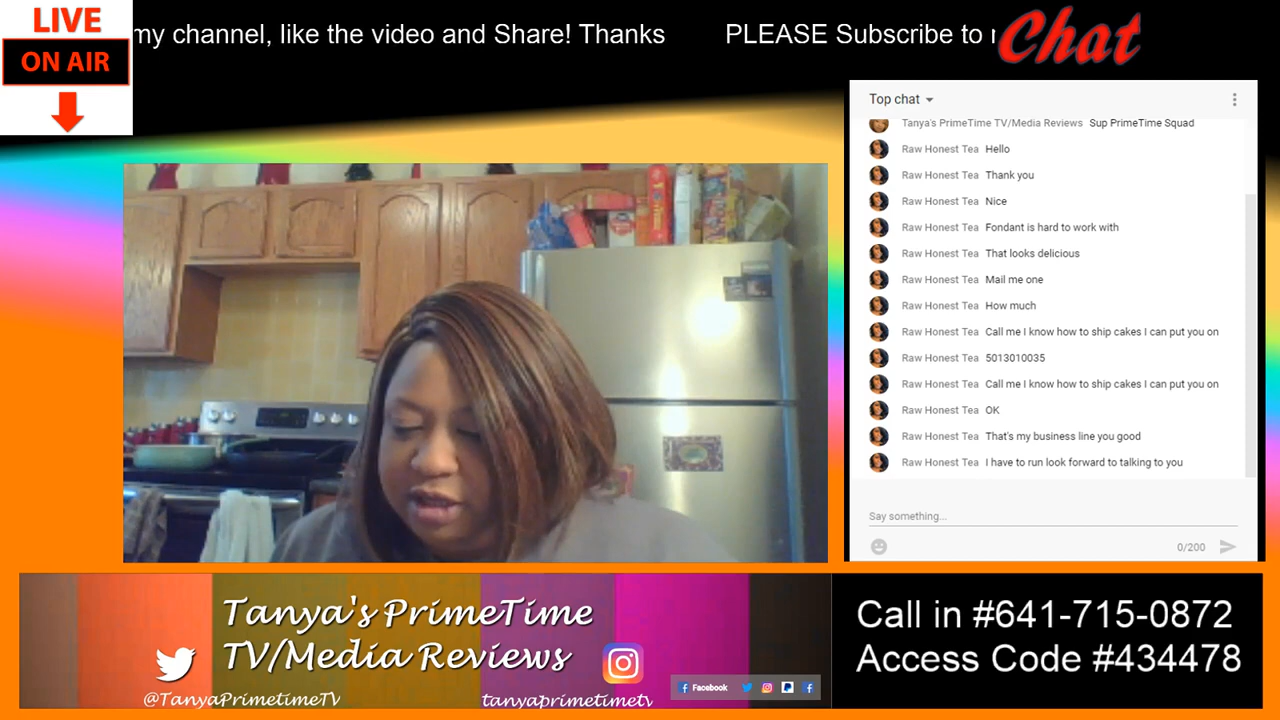 LIVE
ON AIR
my channel, like the video and Share! Thanks PLEASE Subscribe to
Chat
Top chat
Tanya's PrimeTime TV/Media Reviews Sup PrimeTime Squad
Raw Honest Tea Hello
Raw Honest Tea Thank you
Raw Honest Tea Nice
Raw Honest Tea Fondant is hard to work with
Raw Honest Tea That looks delicious
Raw Honest Tea Mail me one
Raw Honest Tea How much
Raw Honest Tea Call me I know how to ship cakes I can put you on
Raw Honest Tea 5013010035
Raw Honest Tea Call me I know how to ship cakes I can put you on
Raw Honest Tea OK
Raw Honest Tea That's my business line you good
Raw Honest Tea I have to run look forward to talking to you
Say something...
0/200
Tanya's PrimeTime
TV/Media Reviews
@TanyaPrimetimeTV
tanyaprimetimetv
Facebook
Call in #641-715-0872
Access Code #434478